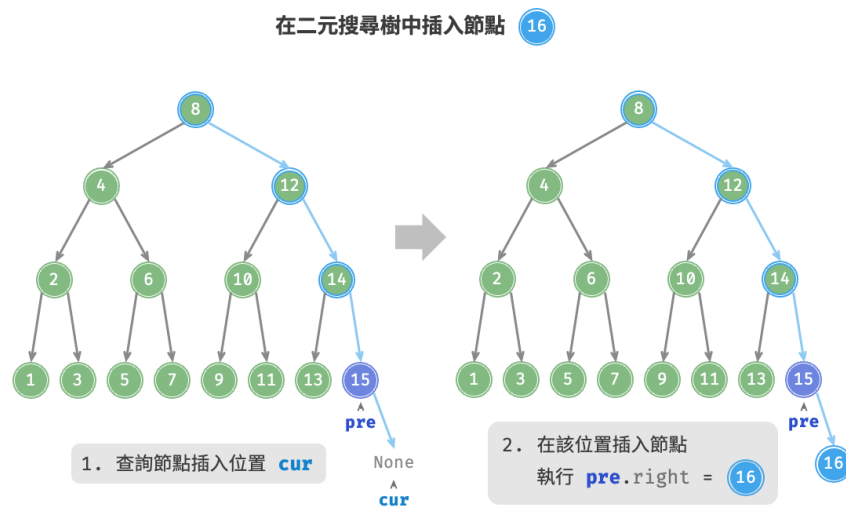 在二元搜尋樹中插入節點 16
8
8
4 12
4 12
2 6 10 14
2 6 10 14
1 3 5 7 9 11 13 15
1 3 5 7 9 11 13 15
pre
pre
None
16
cur
1. 查詢節點插入位置 cur
2. 在該位置插入節點
執行 pre.right = 16